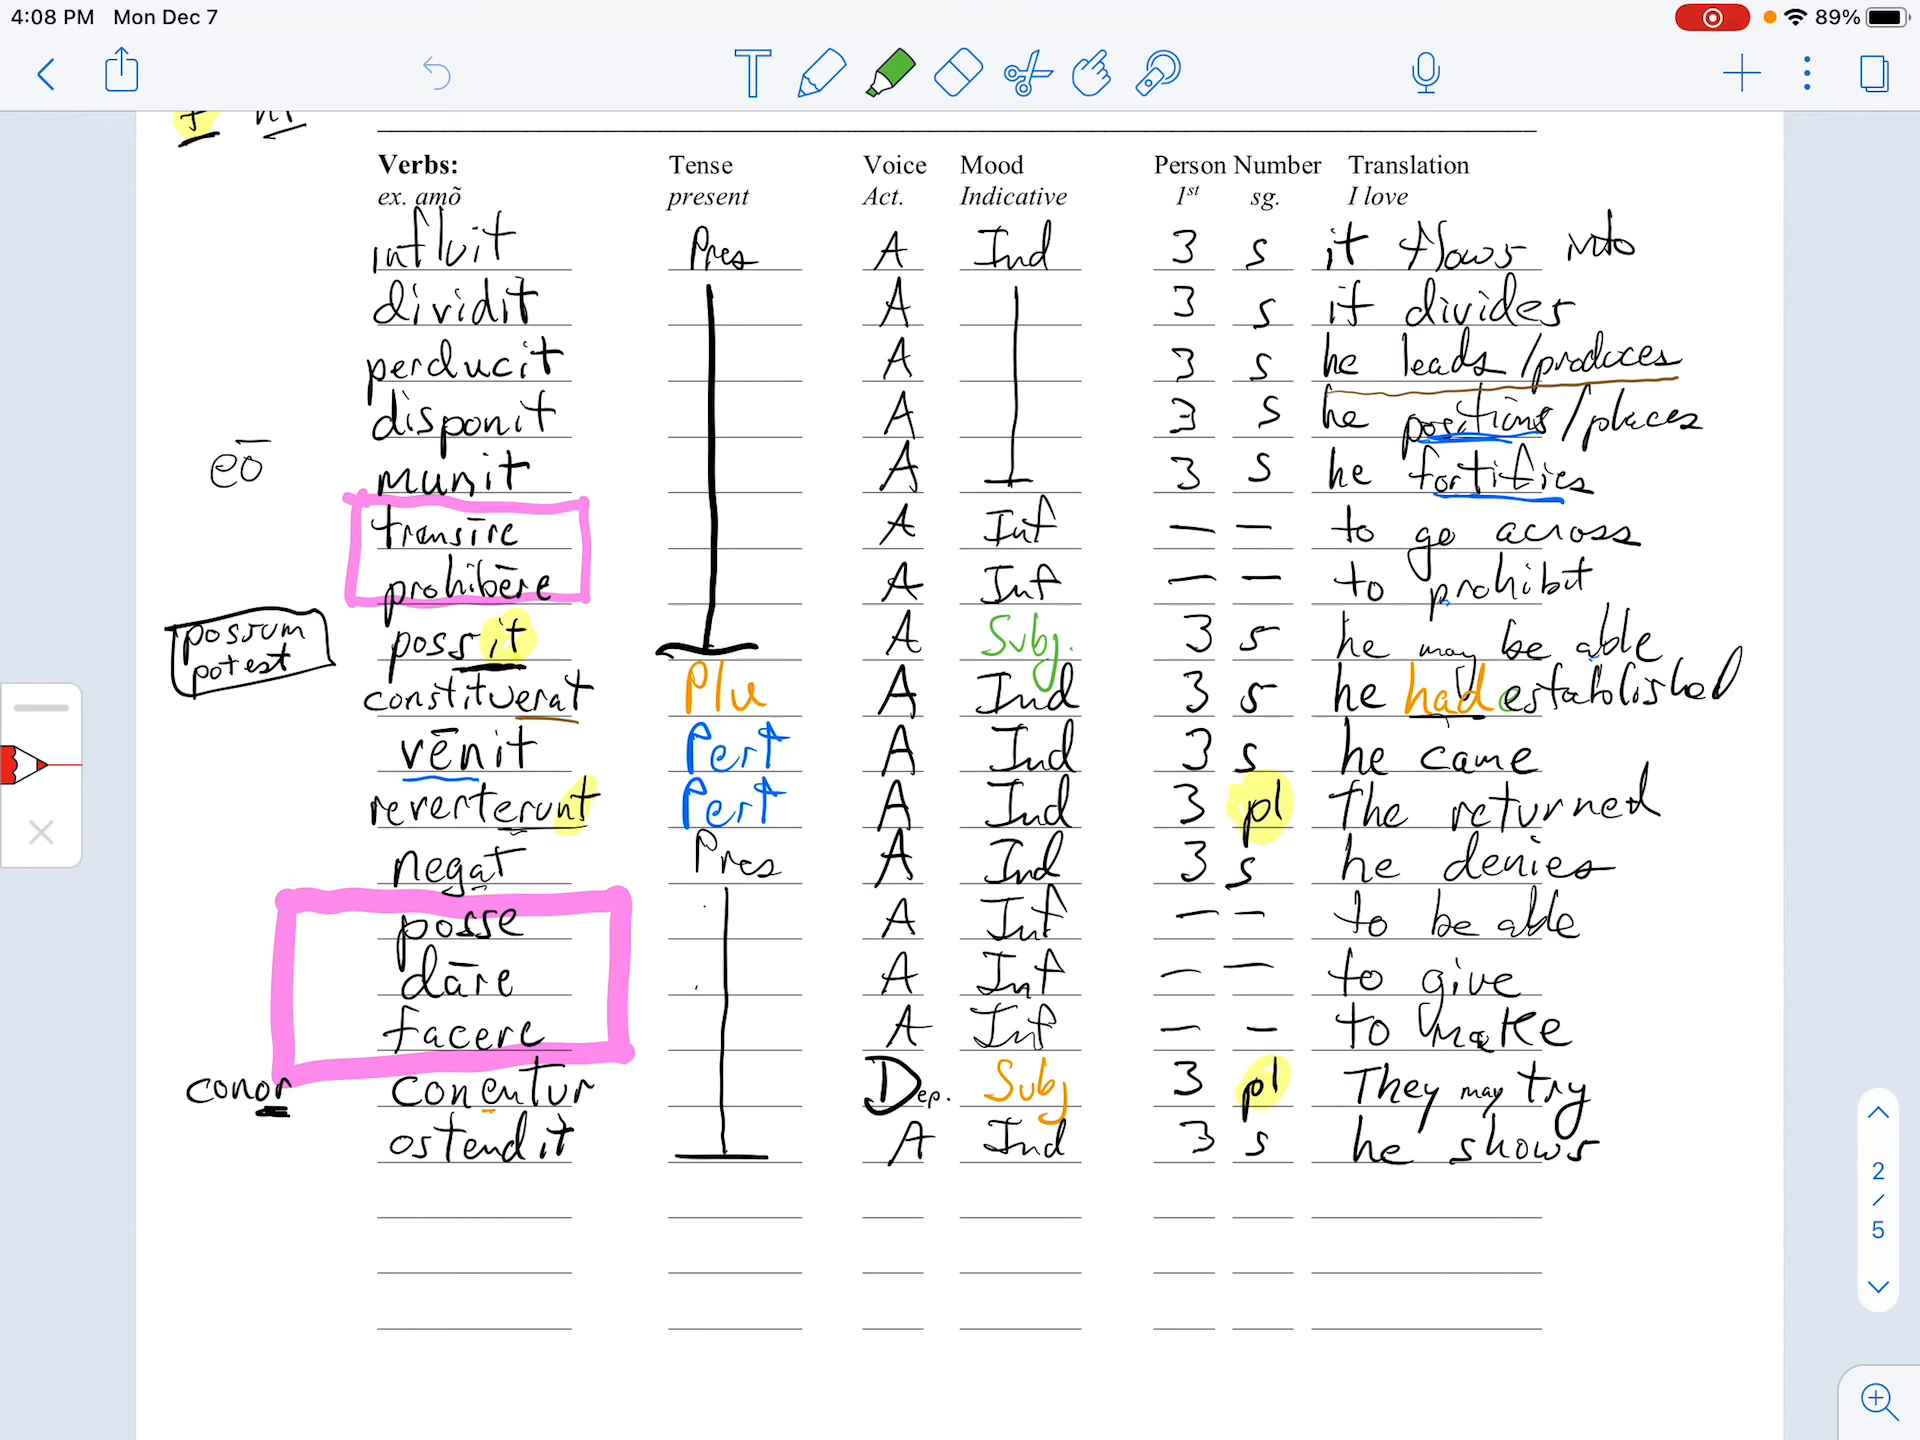 4:08 PM Mon Dec 7 89%
T
Verbs: Tense Voice Mood Person Number Translation
ex. amō present Act. Indicative 1st sg. I love
influit Pres A Ind 3 s it flows into
dividit A 3 s it divides
perducit A 3 s he leads/produces
disponit A 3 s he positions/places
eō
munit A 3 s he fortifies
transīre A Inf — — to go across
prohibēre A Inf — — to prohibit
possum
potest
possit A Subj. 3 s he may be able
constituerat Plu A Ind 3 s he had established
vēnit Perf A Ind 3 s he came
reverterunt Perf A Ind 3 pl The returned
negat Pres A Ind 3 s he denies
posse A Inf — — to be able
dāre A Inf — — to give
facere A Inf — — to make
conor conentur Dep. Subj 3 pl They may try
ostendit A Ind 3 s he shows
2
/
5